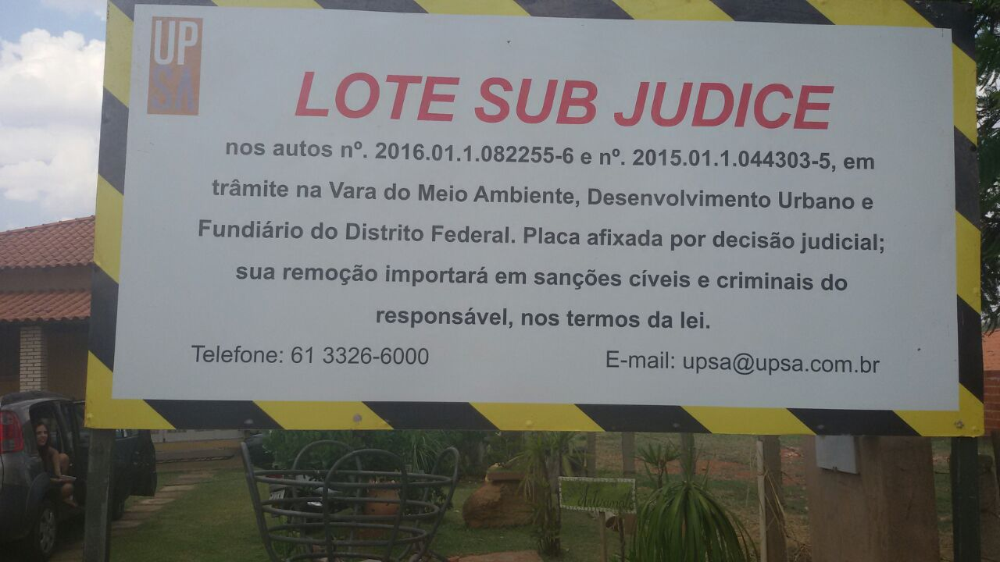 UP
SA
LOTE SUB JUDICE
nos autos nº. 2016.01.1.082255-6 e nº. 2015.01.1.044303-5, em
trâmite na Vara do Meio Ambiente, Desenvolvimento Urbano e
Fundiário do Distrito Federal. Placa afixada por decisão judicial;
sua remoção importará em sanções cíveis e criminais do
responsável, nos termos da lei.
Telefone: 61 3326-6000
E-mail: upsa@upsa.com.br